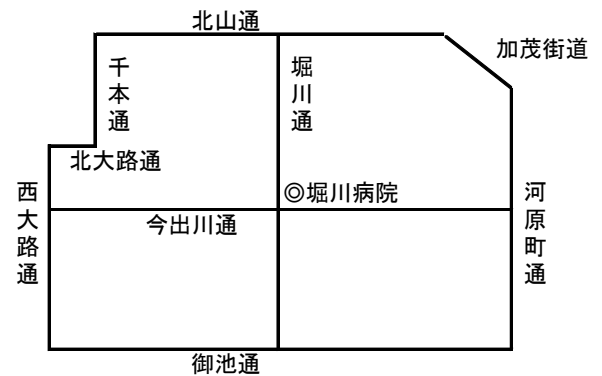 北山通
加茂街道
千本通
堀川通
北大路通
◎堀川病院
西大路通
今出川通
河原町通
御池通